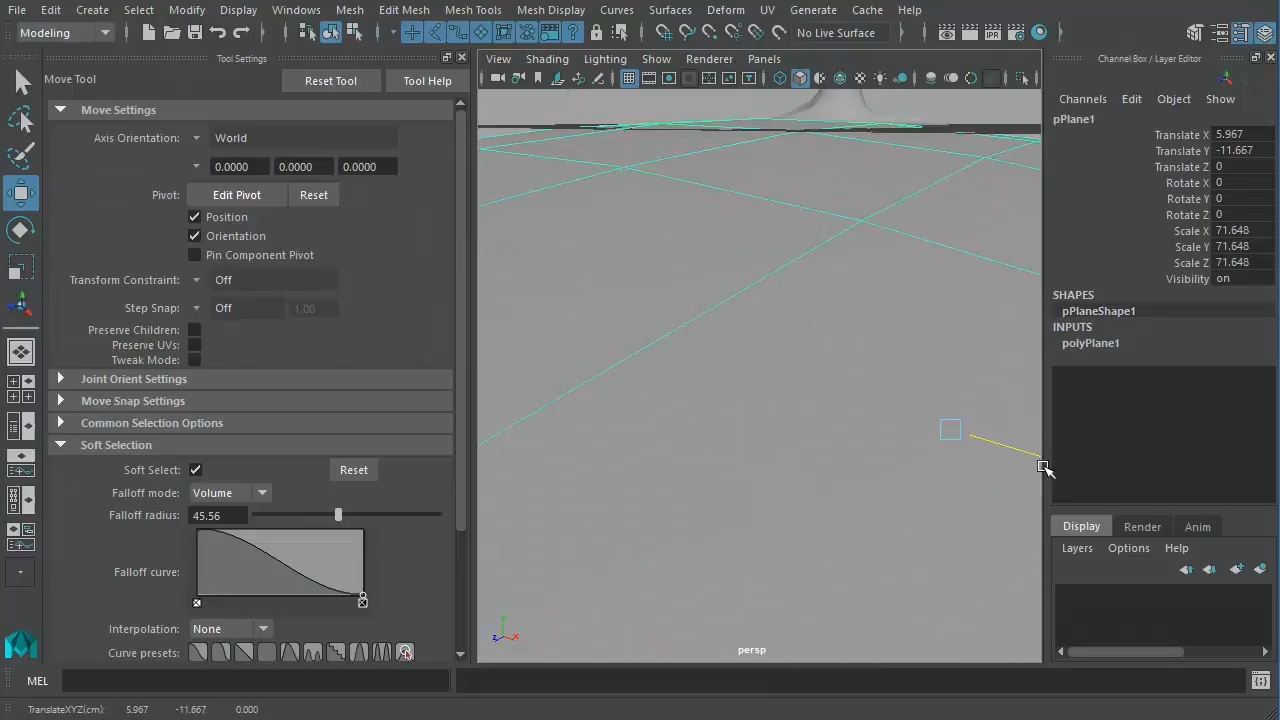 File Edit Create Select Modify Display Windows Mesh Edit Mesh Mesh Tools Mesh Display Curves Surfaces Deform UV Generate Cache Help
Modeling No Live Surface
Tool Settings
Move Tool Reset Tool Tool Help
Move Settings
Axis Orientation: World
0.0000 0.0000 0.0000
Pivot: Edit Pivot Reset
Position
Orientation
Pin Component Pivot
Transform Constraint: Off
Step Snap: Off 1.00
Preserve Children:
Preserve UVs:
Tweak Mode:
Joint Orient Settings
Move Snap Settings
Common Selection Options
Soft Selection
Soft Select: Reset
Falloff mode: Volume
Falloff radius: 45.56
Falloff curve:
Interpolation: None
Curve presets:
View Shading Lighting Show Renderer Panels
persp
Channel Box / Layer Editor
Channels Edit Object Show
pPlane1
Translate X 5.967
Translate Y -11.667
Translate Z 0
Rotate X 0
Rotate Y 0
Rotate Z 0
Scale X 71.648
Scale Y 71.648
Scale Z 71.648
Visibility on
SHAPES
pPlaneShape1
INPUTS
polyPlane1
Display Render Anim
Layers Options Help
MEL
TranslateXYZ(cm): 5.967 -11.667 0.000